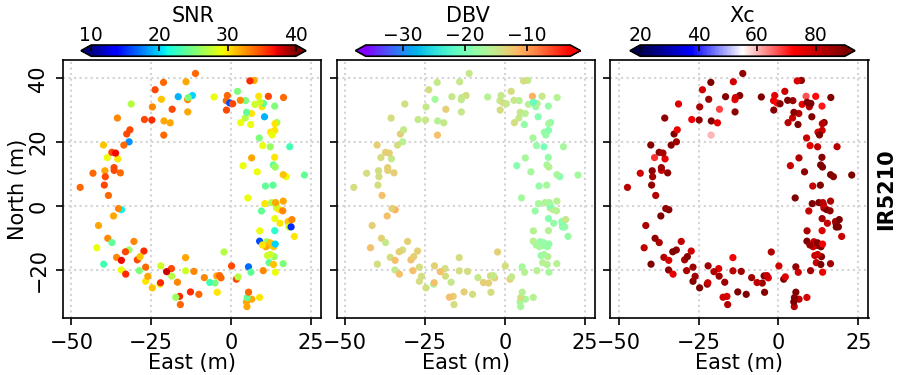 SNR DBV Xc
10 20 30 40 −30 −20 −10 20 40 60 80
40
20
0
−20
North (m)
−50 −25 0 25 −50 −25 0 25 −50 −25 0 25
East (m) East (m) East (m)
IR5210